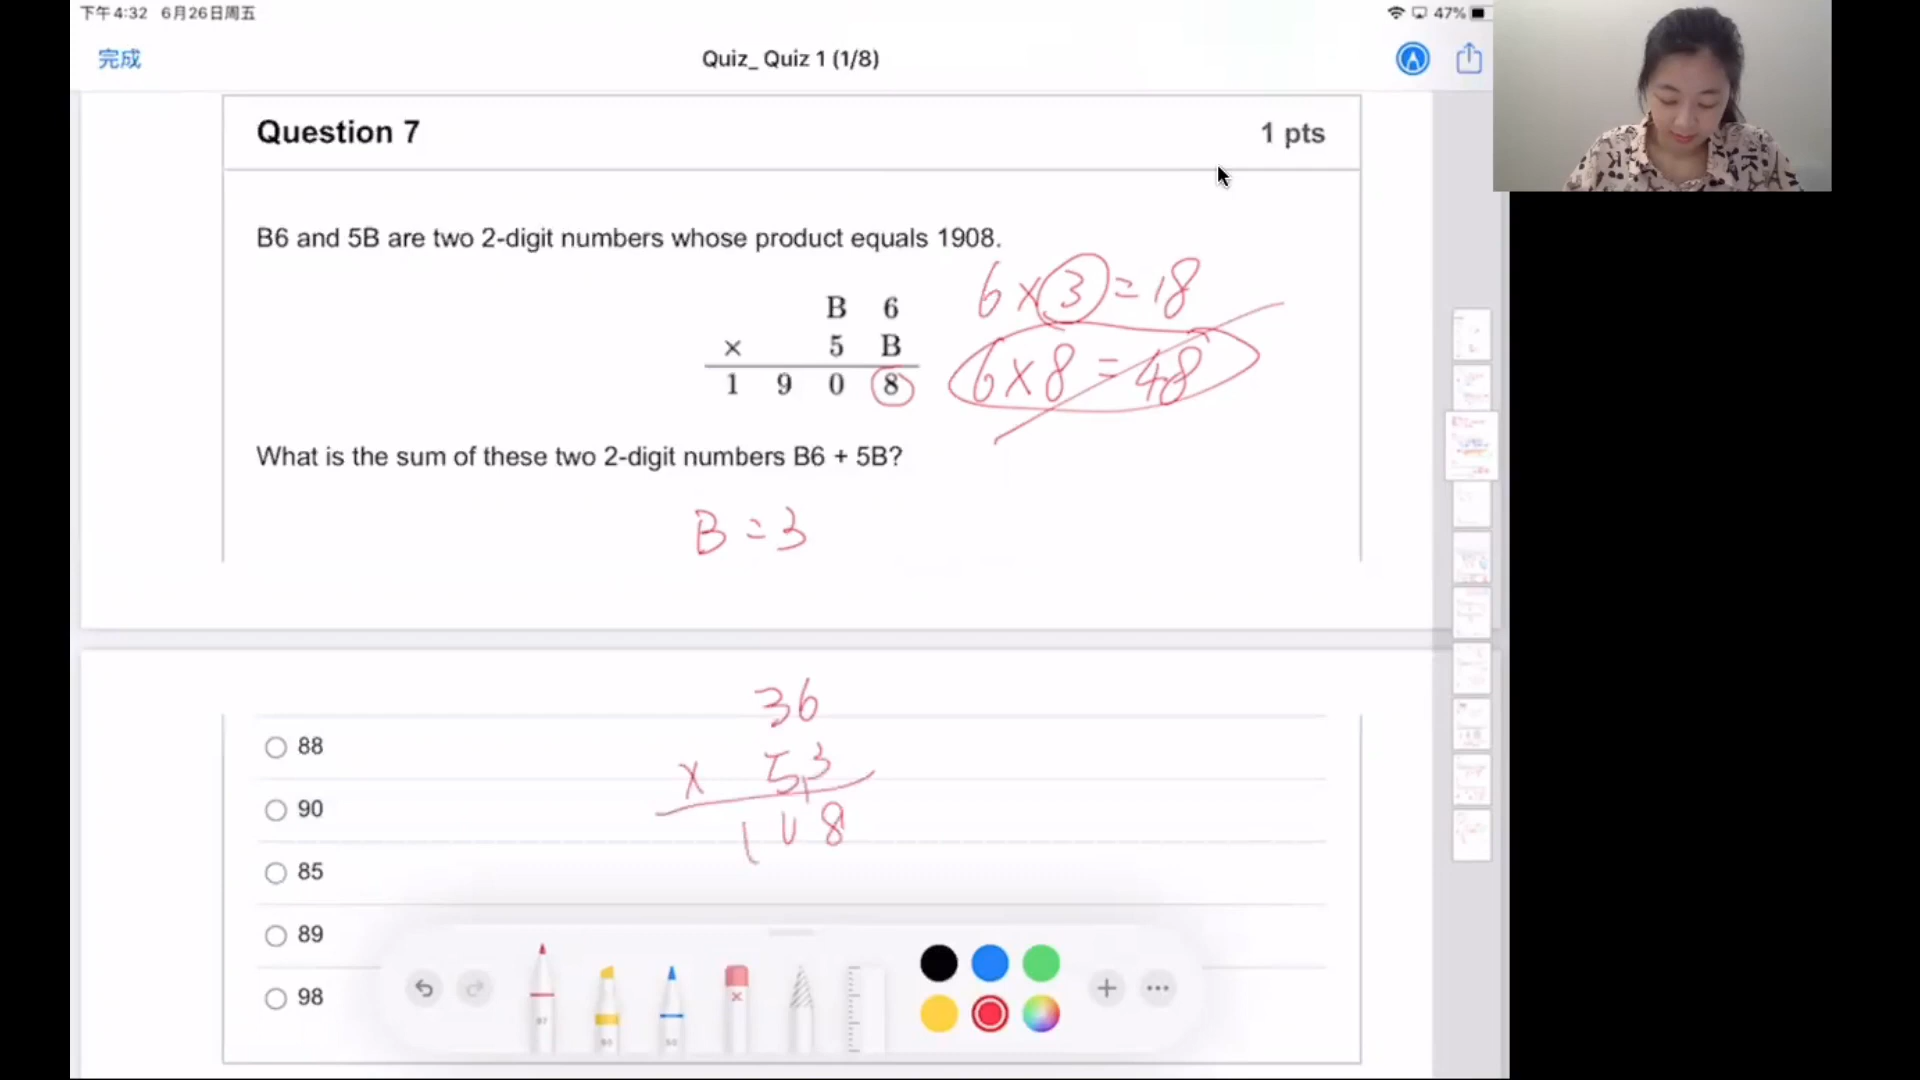 下午4:32 6月26日周五
47%
完成
Quiz_ Quiz 1 (1/8)
Question 7
1 pts
B6 and 5B are two 2-digit numbers whose product equals 1908.
6 × 3 = 18
B 6
× 5 B
1 9 0 8
6 × 8 = 48
What is the sum of these two 2-digit numbers B6 + 5B?
B = 3
36
× 53
1 0 8
88
90
85
89
98